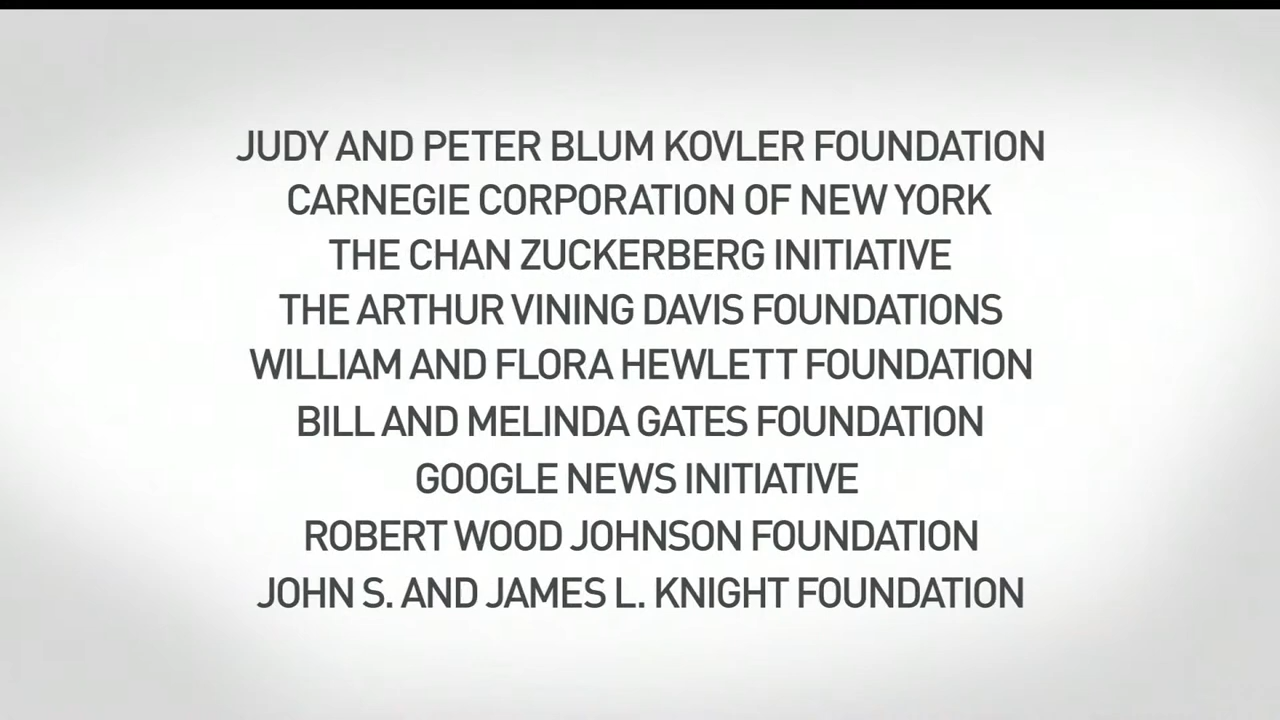 JUDY AND PETER BLUM KOVLER FOUNDATION
CARNEGIE CORPORATION OF NEW YORK
THE CHAN ZUCKERBERG INITIATIVE
THE ARTHUR VINING DAVIS FOUNDATIONS
WILLIAM AND FLORA HEWLETT FOUNDATION
BILL AND MELINDA GATES FOUNDATION
GOOGLE NEWS INITIATIVE
ROBERT WOOD JOHNSON FOUNDATION
JOHN S. AND JAMES L. KNIGHT FOUNDATION